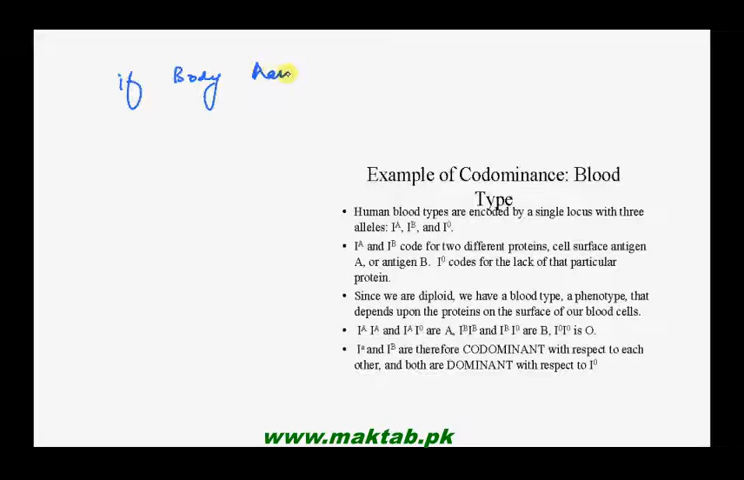 if Body
Example of Codominance: Blood
Type
• Human blood types are encoded by a single locus with three
alleles: Iᴬ, Iᴮ, and I⁰.
• Iᴬ and Iᴮ code for two different proteins, cell surface antigen
A, or antigen B. I⁰ codes for the lack of that particular
protein.
• Since we are diploid, we have a blood type, a phenotype, that
depends upon the proteins on the surface of our blood cells.
• Iᴬ Iᴬ and Iᴬ I⁰ are A, IᴮIᴮ and Iᴮ I⁰ are B, I⁰I⁰ is O.
• Iᵃ and Iᴮ are therefore CODOMINANT with respect to each
other, and both are DOMINANT with respect to I⁰
www.maktab.pk